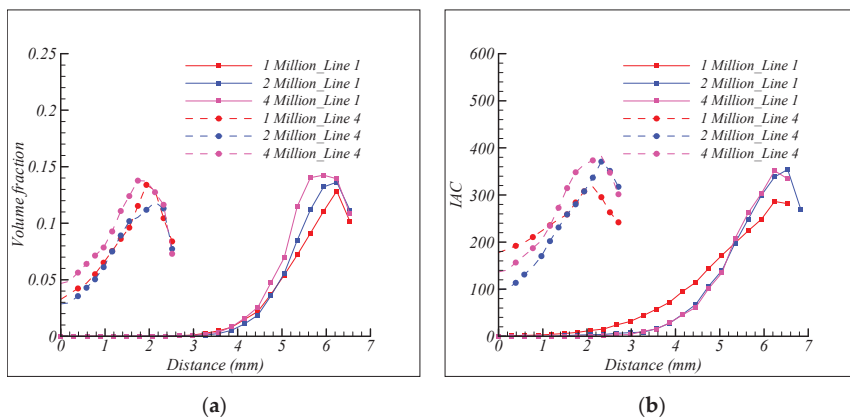 0.25
0.2
0.15
0.1
0.05
0
Volume fraction
1 Million_Line 1
2 Million_Line 1
4 Million_Line 1
1 Million_Line 4
2 Million_Line 4
4 Million_Line 4
0 1 2 3 4 5 6 7
Distance (mm)
(a)
600
500
400
300
200
100
0
IAC
1 Million_Line 1
2 Million_Line 1
4 Million_Line 1
1 Million_Line 4
2 Million_Line 4
4 Million_Line 4
0 1 2 3 4 5 6 7
Distance (mm)
(b)